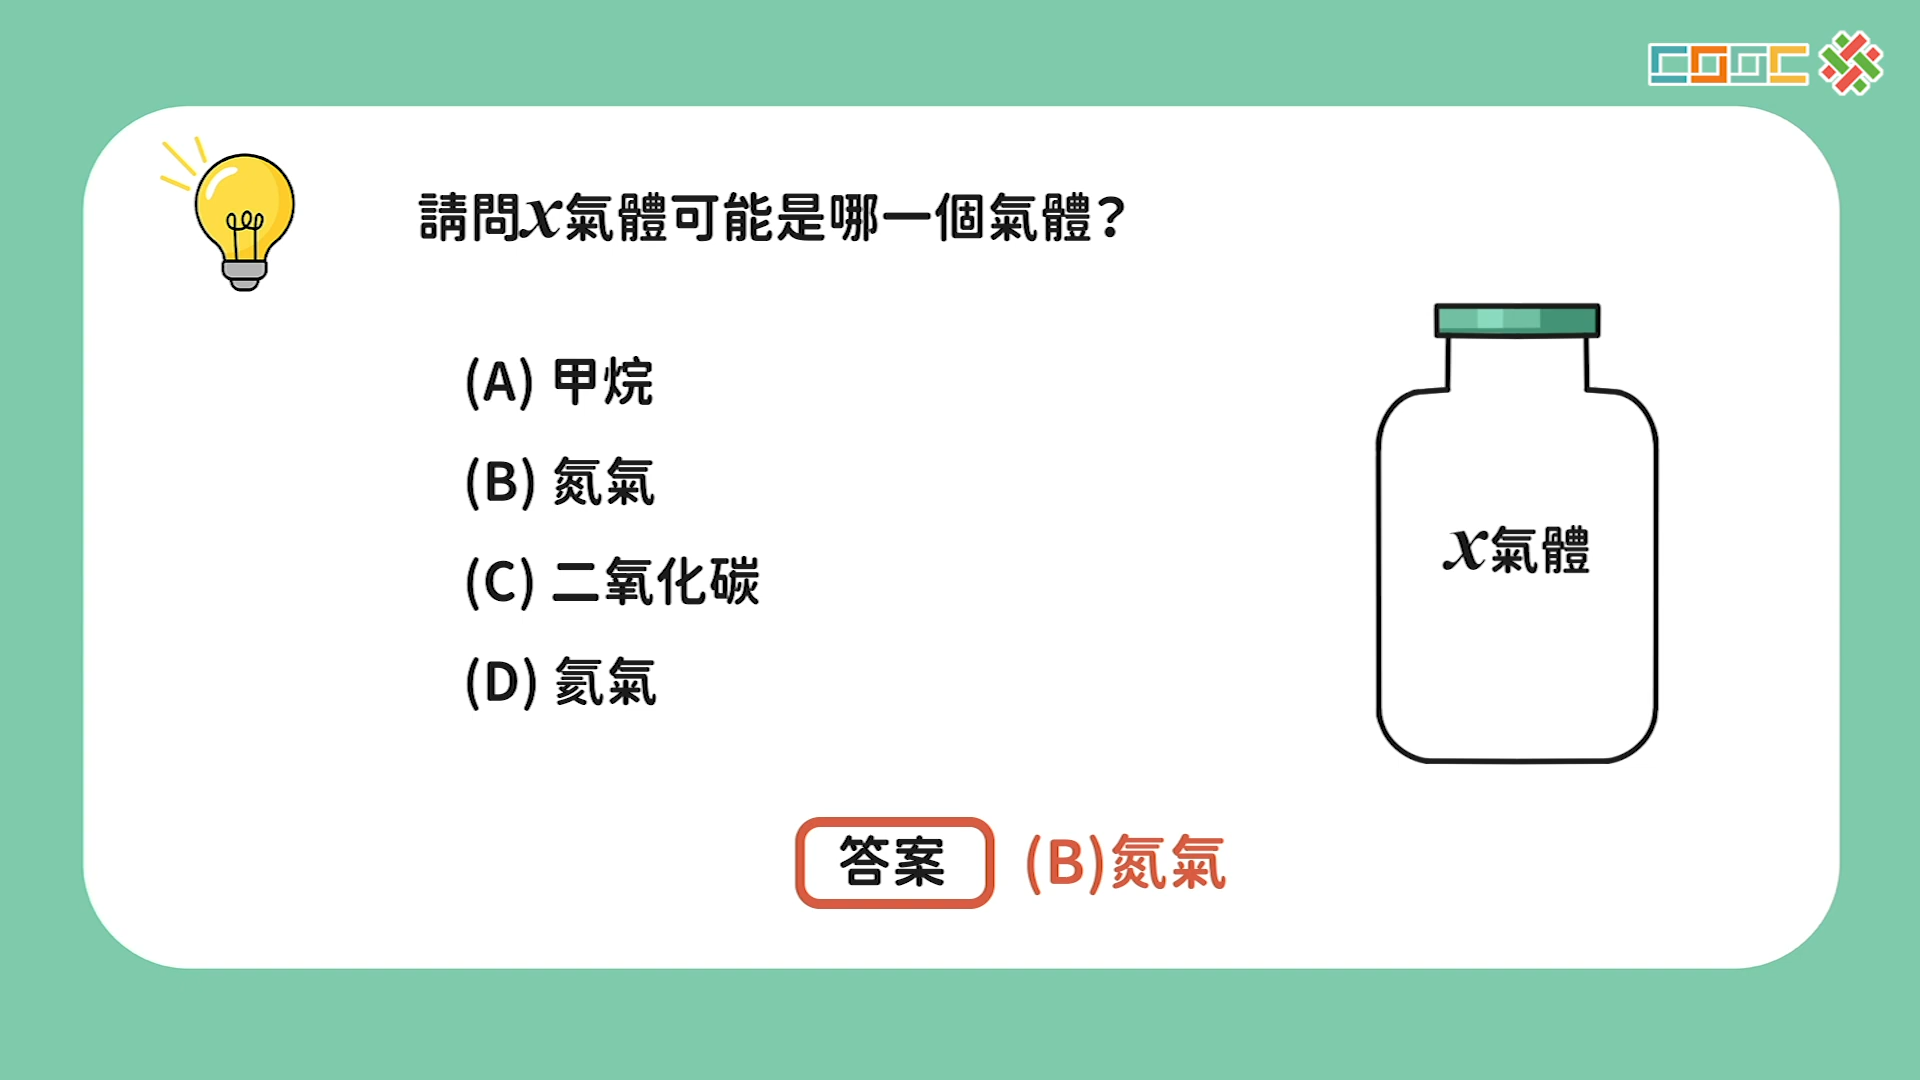 COOC
請問x氣體可能是哪一個氣體？
(A) 甲烷
(B) 氮氣
(C) 二氧化碳
(D) 氦氣
x氣體
答案 (B)氮氣